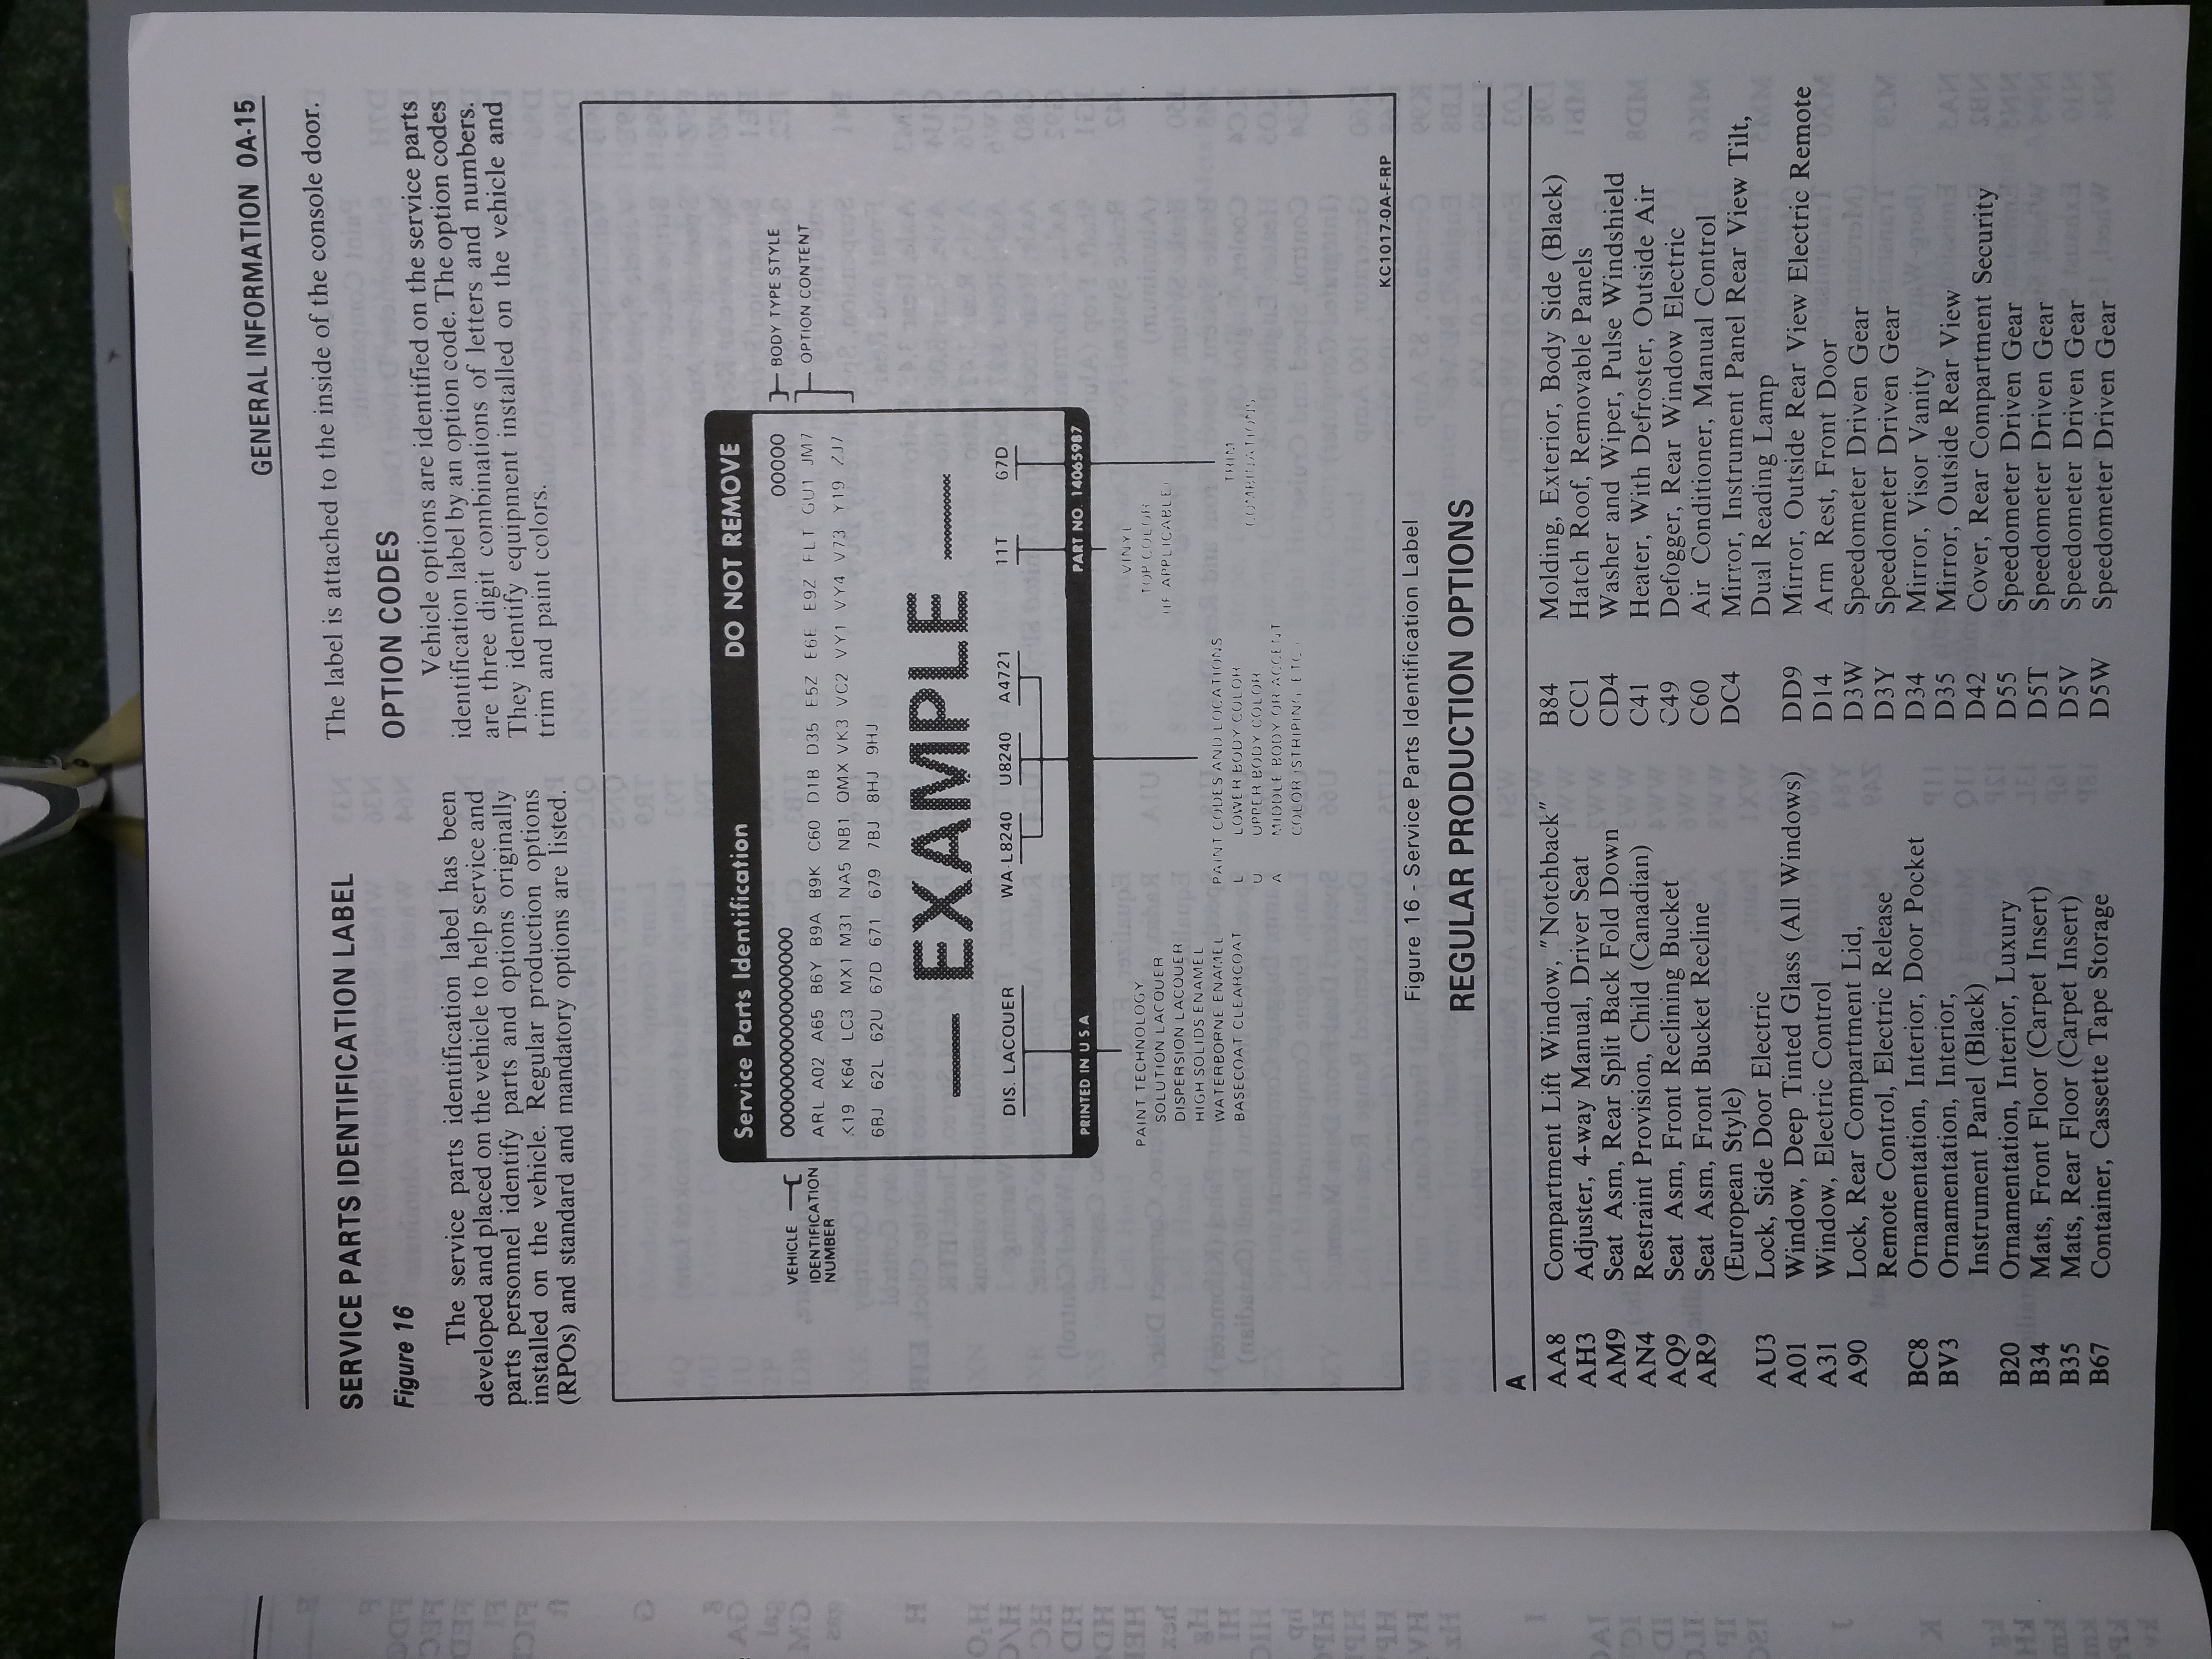 GENERAL INFORMATION 0A-15
SERVICE PARTS IDENTIFICATION LABEL
Figure 16
The service parts identification label has been
developed and placed on the vehicle to help service and
parts personnel identify parts and options originally
installed on the vehicle. Regular production options
(RPOs) and standard and mandatory options are listed.
The label is attached to the inside of the console door.
OPTION CODES
Vehicle options are identified on the service parts
identification label by an option code. The option codes
are three digit combinations of letters and numbers.
They identify equipment installed on the vehicle and
trim and paint colors.
Service Parts Identification DO NOT REMOVE
VEHICLE
IDENTIFICATION
NUMBER
00000000000000000 00000
BODY TYPE STYLE
OPTION CONTENT
ARL A02 A65 B6Y B9A B9K C60 D1B D35 E5Z E6E E9Z FLT GU1 JM7
K19 K64 LC3 MX1 M31 NA5 NB1 QMX VK3 VC2 VY1 VY4 V73 Y19 ZJ7
6BJ 62L 62U 67D 671 679 7BJ 8HJ 9HJ
EXAMPLE
DIS. LACQUER WA-L8240 U8240 A4721 11T 67D
PRINTED IN U.S.A PART NO. 14065987
PAINT TECHNOLOGY
SOLUTION LACQUER
DISPERSION LACQUER
HIGH SOLIDS ENAMEL
WATERBORNE ENAMEL
BASECOAT CLEARCOAT
PAINT CODES AND LOCATIONS
L LOWER BODY COLOR
U UPPER BODY COLOR
A MIDDLE BODY OR ACCENT
COLOR (STRIPING, ETC.)
VINYL
TOP COLOR
(IF APPLICABLE)
TRIM
COMBINATIONS
KC1017-0A-F-RP
Figure 16 - Service Parts Identification Label
REGULAR PRODUCTION OPTIONS
A
AA8 Compartment Lift Window, "Notchback"
AH3 Adjuster, 4-way Manual, Driver Seat
AM9 Seat Asm, Rear Split Back Fold Down
AN4 Restraint Provision, Child (Canadian)
AQ9 Seat Asm, Front Reclining Bucket
AR9 Seat Asm, Front Bucket Recline
(European Style)
AU3 Lock, Side Door Electric
A01 Window, Deep Tinted Glass (All Windows)
A31 Window, Electric Control
A90 Lock, Rear Compartment Lid,
Remote Control, Electric Release
BC8 Ornamentation, Interior, Door Pocket
BV3 Ornamentation, Interior,
Instrument Panel (Black)
B20 Ornamentation, Interior, Luxury
B34 Mats, Front Floor (Carpet Insert)
B35 Mats, Rear Floor (Carpet Insert)
B67 Container, Cassette Tape Storage
B84 Molding, Exterior, Body Side (Black)
CC1 Hatch Roof, Removable Panels
CD4 Washer and Wiper, Pulse Windshield
C41 Heater, With Defroster, Outside Air
C49 Defogger, Rear Window Electric
C60 Air Conditioner, Manual Control
DC4 Mirror, Instrument Panel Rear View Tilt,
Dual Reading Lamp
DD9 Mirror, Outside Rear View Electric Remote
D14 Arm Rest, Front Door
D3W Speedometer Driven Gear
D3Y Speedometer Driven Gear
D34 Mirror, Visor Vanity
D35 Mirror, Outside Rear View
D42 Cover, Rear Compartment Security
D55 Speedometer Driven Gear
D5T Speedometer Driven Gear
D5V Speedometer Driven Gear
D5W Speedometer Driven Gear